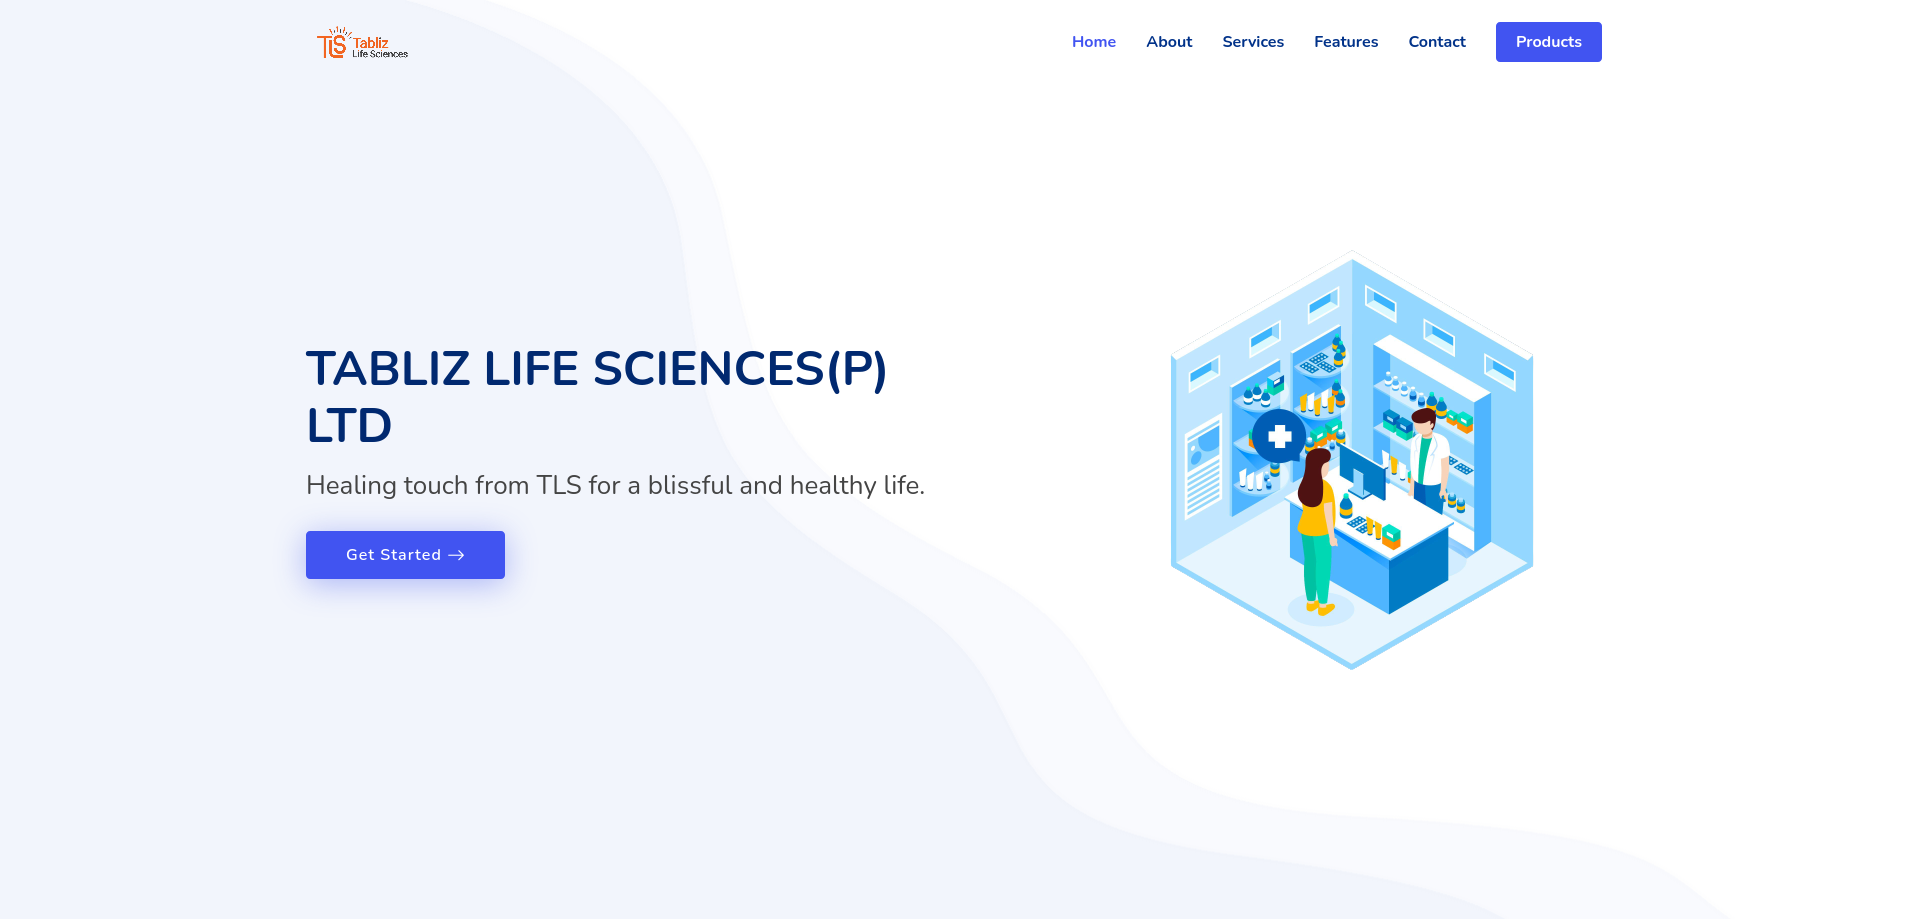 TLS Tabliz
Life Sciences
Home About Services Features Contact Products
TABLIZ LIFE SCIENCES(P)
LTD
Healing touch from TLS for a blissful and healthy life.
Get Started →